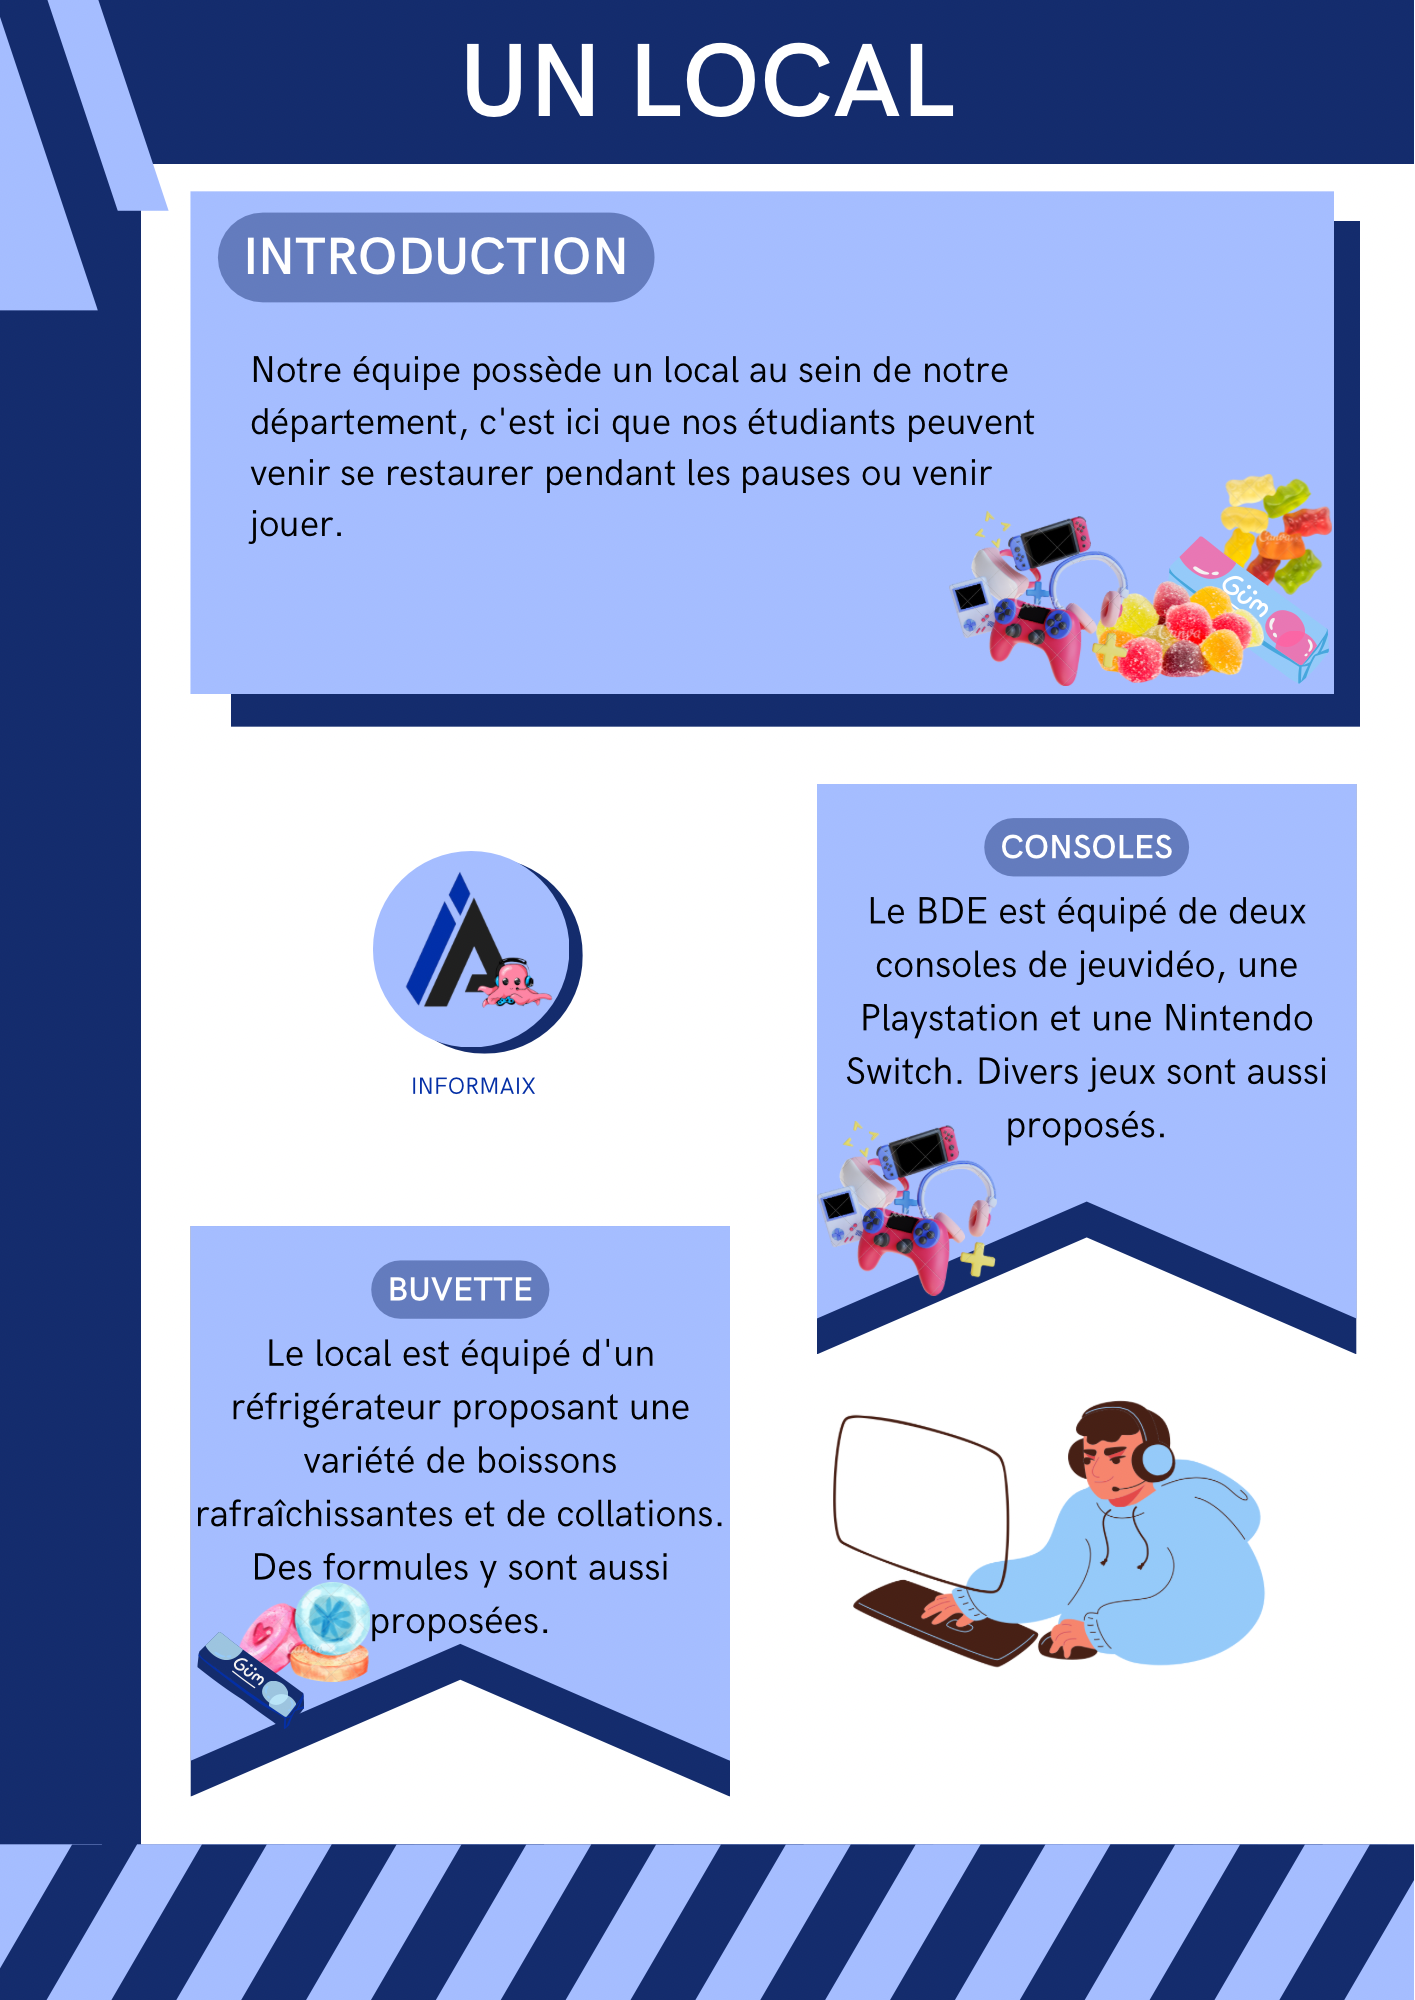 UN LOCAL
INTRODUCTION
Notre équipe possède un local au sein de notre
département, c'est ici que nos étudiants peuvent
venir se restaurer pendant les pauses ou venir
jouer.
Güm
Canva
Canva
CONSOLES
Le BDE est équipé de deux
consoles de jeuvidéo, une
Playstation et une Nintendo
Switch. Divers jeux sont aussi
proposés.
INFORMAIX
BUVETTE
Le local est équipé d'un
réfrigérateur proposant une
variété de boissons
rafraîchissantes et de collations.
Des formules y sont aussi
proposées.
Güm